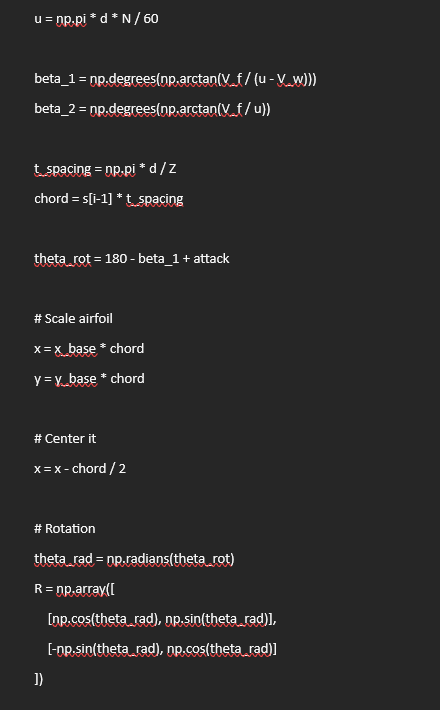 u = np.pi * d * N / 60
beta_1 = np.degrees(np.arctan(V_f / (u - V_w)))
beta_2 = np.degrees(np.arctan(V_f / u))
t_spacing = np.pi * d / Z
chord = s[i-1] * t_spacing
theta_rot = 180 - beta_1 + attack
# Scale airfoil
x = x_base * chord
y = y_base * chord
# Center it
x = x - chord / 2
# Rotation
theta_rad = np.radians(theta_rot)
R = np.array([
[np.cos(theta_rad), np.sin(theta_rad)],
[-np.sin(theta_rad), np.cos(theta_rad)]
])